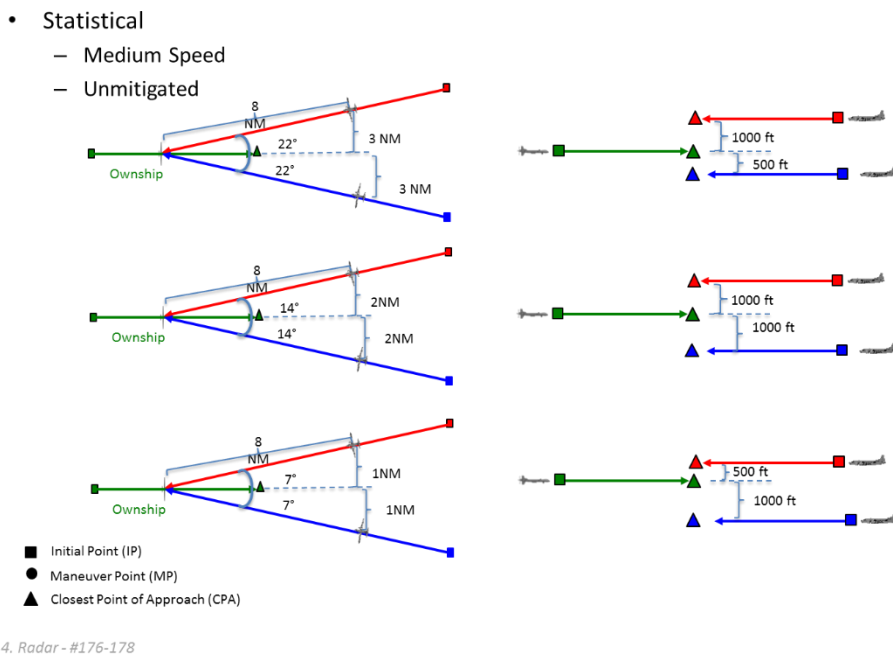 • Statistical
– Medium Speed
– Unmitigated
8
NM
22°
22°
3 NM
3 NM
Ownship
1000 ft
500 ft
8
NM
14°
14°
2NM
2NM
Ownship
1000 ft
1000 ft
8
NM
7°
7°
1NM
1NM
Ownship
500 ft
1000 ft
Initial Point (IP)
Maneuver Point (MP)
Closest Point of Approach (CPA)
4. Radar - #176-178